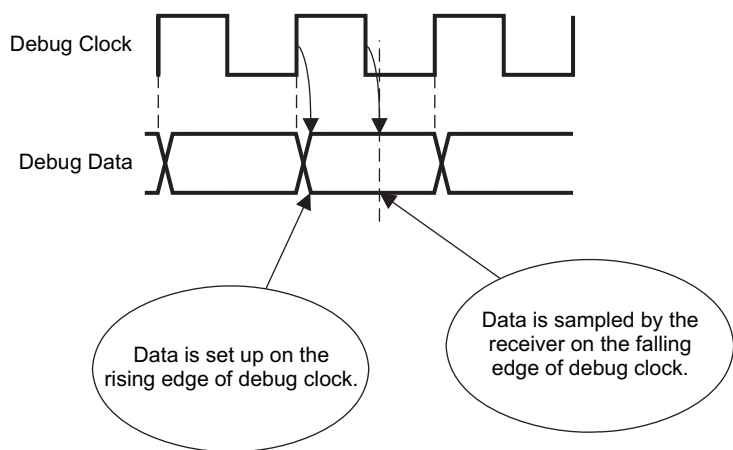 Debug Clock
Debug Data
Data is set up on the
rising edge of debug clock.
Data is sampled by the
receiver on the falling
edge of debug clock.